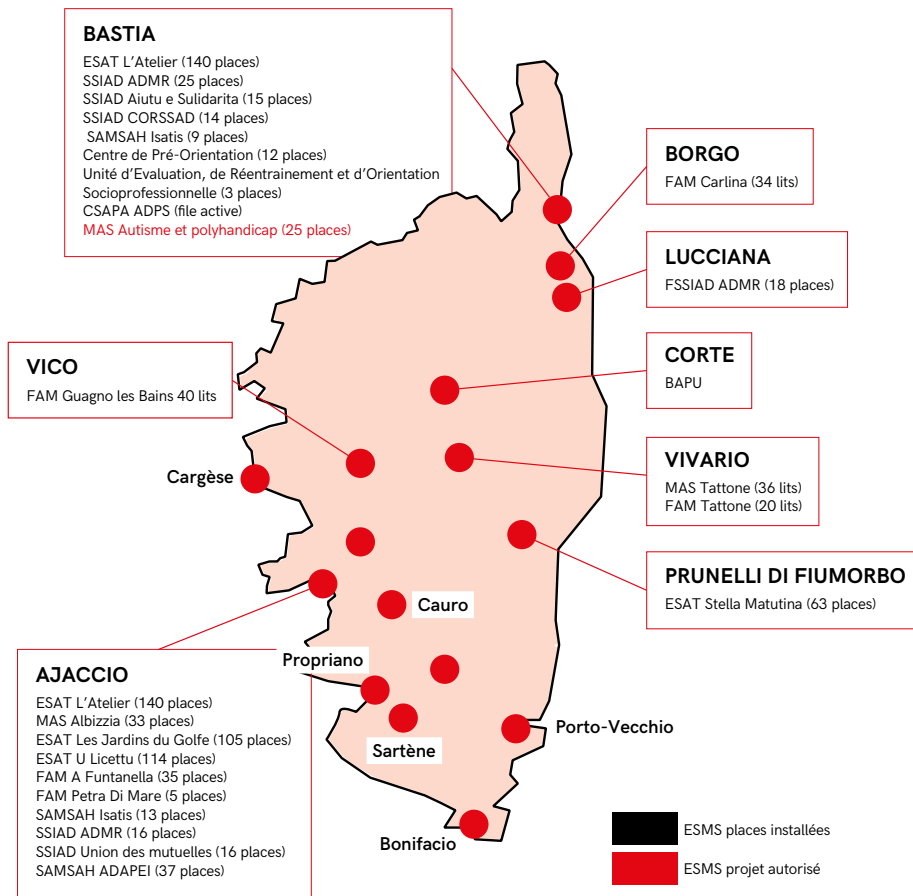 BASTIA
ESAT L'Atelier (140 places)
SSIAD ADMR (25 places)
SSIAD Aiutu e Sulidarita (15 places)
SSIAD CORSSAD (14 places)
SAMSAH Isatis (9 places)
Centre de Pré-Orientation (12 places)
Unité d'Evaluation, de Réentrainement et d'Orientation
Socioprofessionnelle (3 places)
CSAPA ADPS (file active)
MAS Autisme et polyhandicap (25 places)
BORGO
FAM Carlina (34 lits)
LUCCIANA
FSSIAD ADMR (18 places)
CORTE
BAPU
VICO
FAM Guagno les Bains 40 lits
VIVARIO
MAS Tattone (36 lits)
FAM Tattone (20 lits)
Cargèse
PRUNELLI DI FIUMORBO
ESAT Stella Matutina (63 places)
Cauro
Propriano
AJACCIO
ESAT L'Atelier (140 places)
MAS Albizzia (33 places)
ESAT Les Jardins du Golfe (105 places)
ESAT U Licettu (114 places)
FAM A Funtanella (35 places)
FAM Petra Di Mare (5 places)
SAMSAH Isatis (13 places)
SSIAD ADMR (16 places)
SSIAD Union des mutuelles (16 places)
SAMSAH ADAPEI (37 places)
Sartène
Porto-Vecchio
Bonifacio
ESMS places installées
ESMS projet autorisé